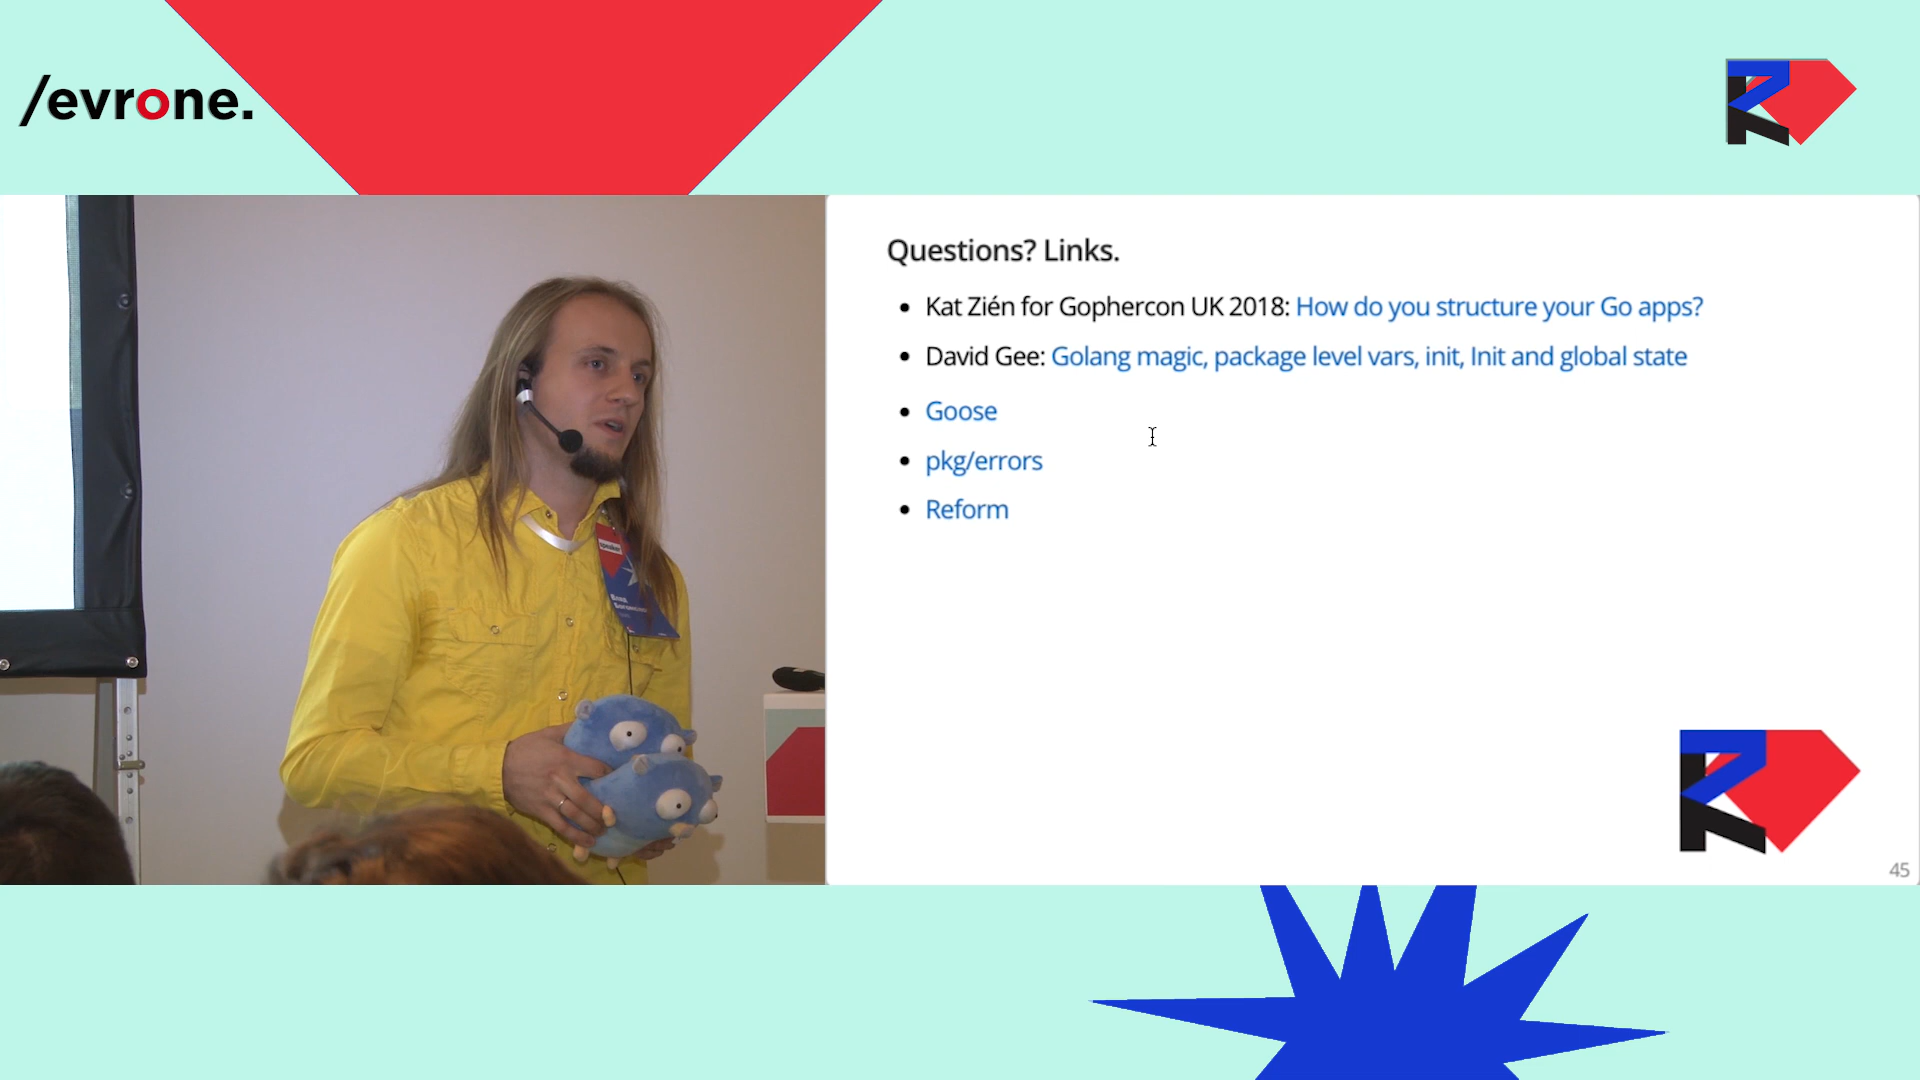 /evrone.
Questions? Links.
• Kat Zién for Gophercon UK 2018: How do you structure your Go apps?
• David Gee: Golang magic, package level vars, init, Init and global state
• Goose
• pkg/errors
• Reform
speaker
45